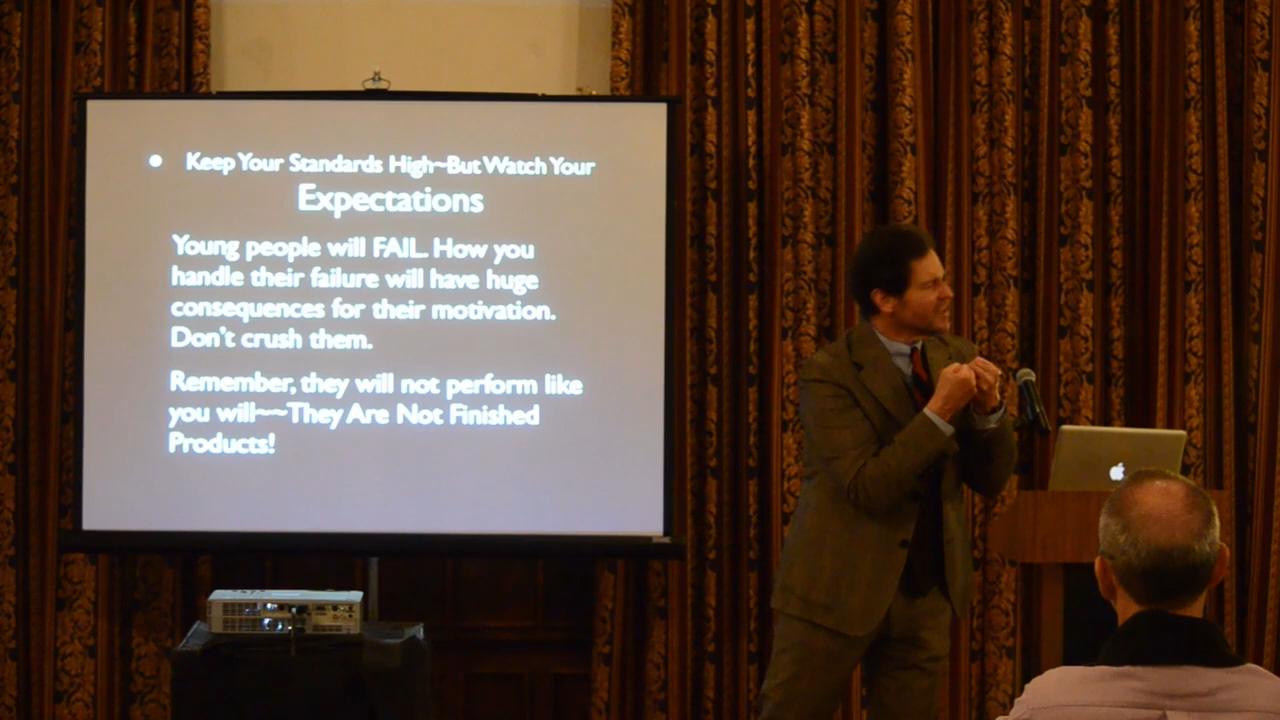 • Keep Your Standards High~But Watch Your
Expectations
Young people will FAIL. How you
handle their failure will have huge
consequences for their motivation.
Don't crush them.
Remember, they will not perform like
you will~~They Are Not Finished
Products!